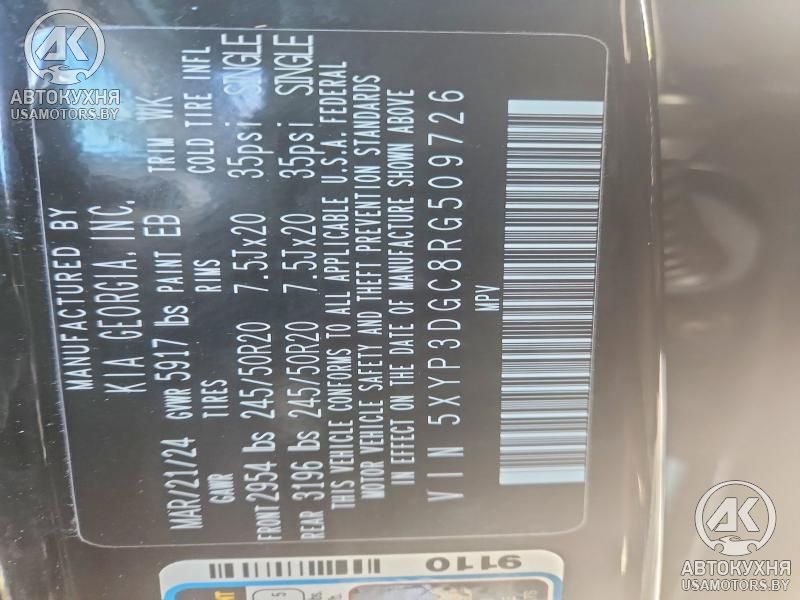 MANUFACTURED BY
KIA GEORGIA, INC.
MAR/21/24 GVWR 5917 lbs PAINT EB TRIM WK
GAWR TIRES RIMS COLD TIRE INFL
FRONT 2954 lbs 245/50R20 7.5Jx20 35psi SINGLE
REAR 3196 lbs 245/50R20 7.5Jx20 35psi SINGLE
THIS VEHICLE CONFORMS TO ALL APPLICABLE U.S.A. FEDERAL
MOTOR VEHICLE SAFETY AND THEFT PREVENTION STANDARDS
IN EFFECT ON THE DATE OF MANUFACTURE SHOWN ABOVE
VIN 5XYP3DGC8RG509726
MPV
9110
АК
АВТОКУХНЯ
USAMOTORS.BY
АК
АВТОКУХНЯ
USAMOTORS.BY